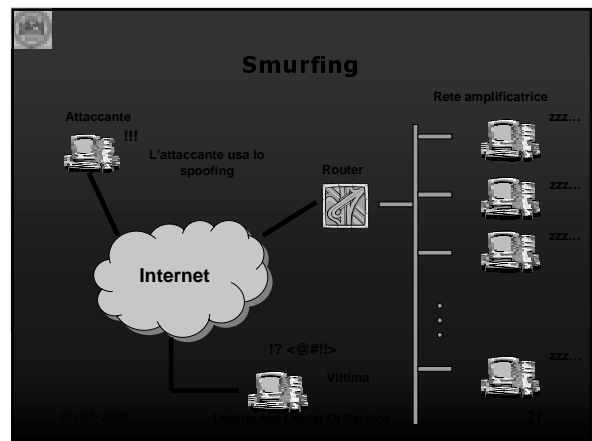 Smurfing
Rete amplificatrice
Attaccante
!!!
zzz...
L'attaccante usa lo
spoofing
Router
zzz...
zzz...
Internet
!? <@#!!>
Vittima
zzz...
07/07/2000
Distributed Denial Of Service
21